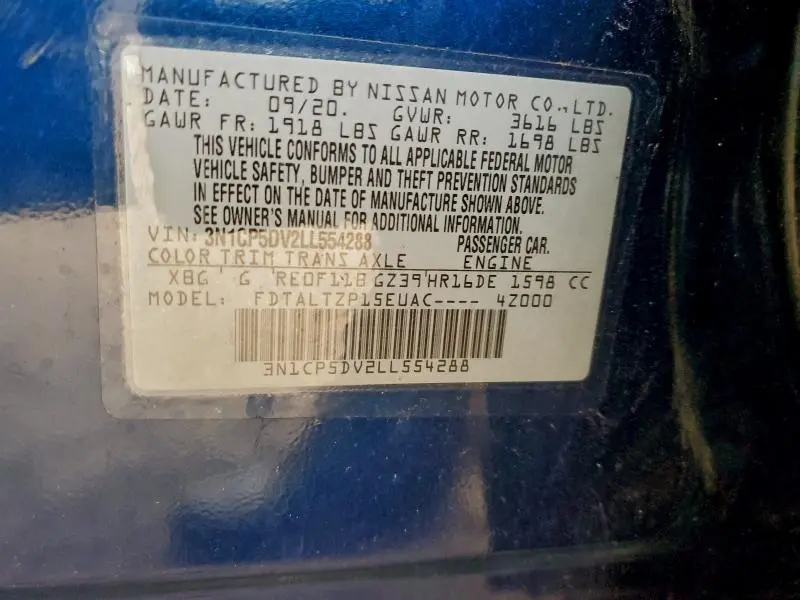 MANUFACTURED BY NISSAN MOTOR CO.,LTD.
DATE: 09/20. GVWR: 3616 LBS
GAWR FR: 1918 LBS GAWR RR: 1698 LBS
THIS VEHICLE CONFORMS TO ALL APPLICABLE FEDERAL MOTOR
VEHICLE SAFETY, BUMPER AND THEFT PREVENTION STANDARDS
IN EFFECT ON THE DATE OF MANUFACTURE SHOWN ABOVE.
SEE OWNER'S MANUAL FOR ADDITIONAL INFORMATION.
VIN: 3N1CP5DV2LL554288 PASSENGER CAR.
COLOR TRIM TRANS AXLE ENGINE
XBG G RE0F11B GZ39 HR16DE 1598 CC
MODEL: FDTALTZP15EUAC---- 4Z000
3N1CP5DV2LL554288